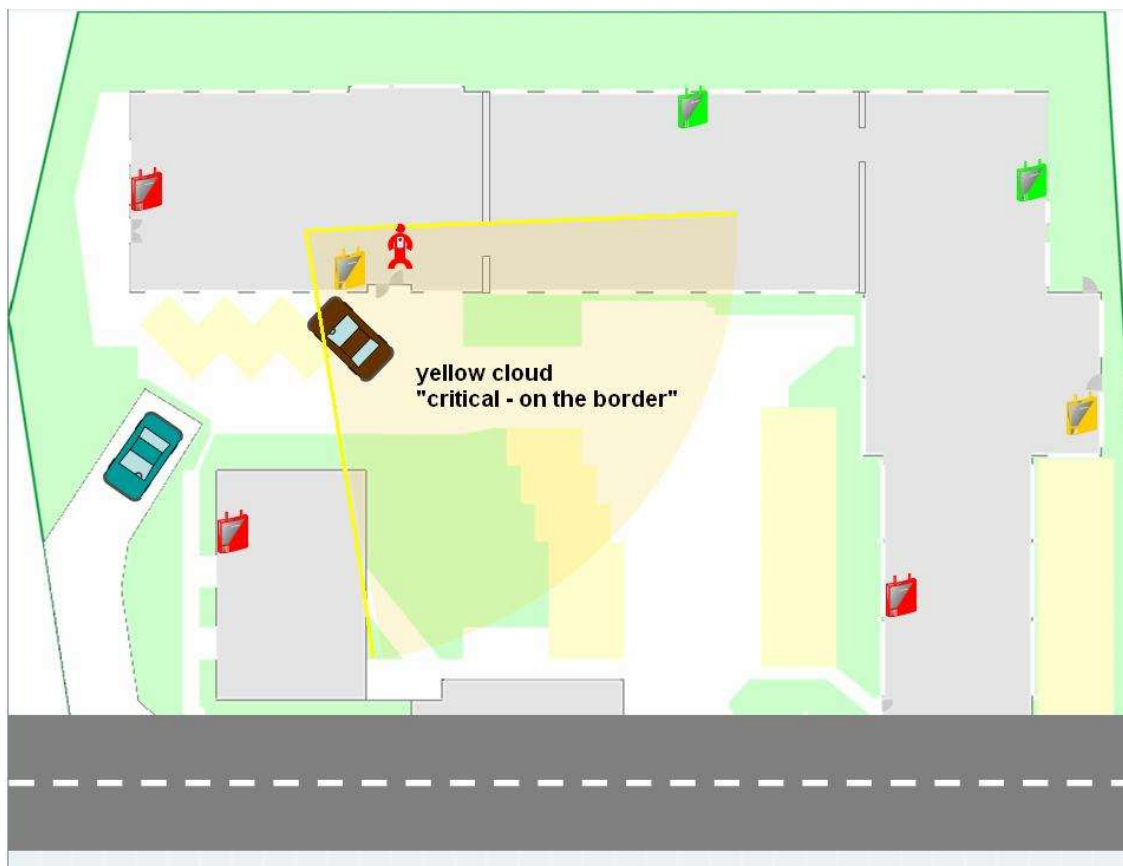 yellow cloud
"critical - on the border"